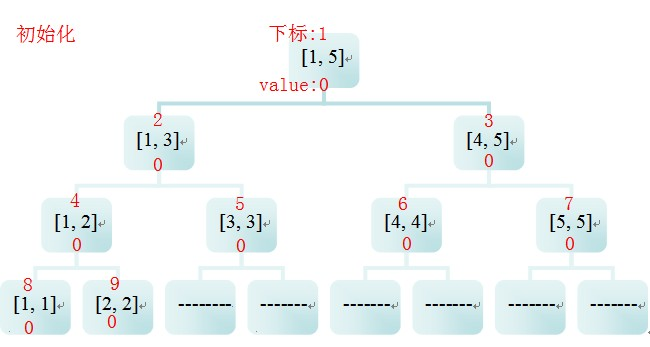 初始化 下标:1
[1, 5]
value:0
2 3
[1, 3] [4, 5]
0 0
4 5 6 7
[1, 2] [3, 3] [4, 4] [5, 5]
0 0 0 0
8 9
[1, 1] [2, 2] -------- ------- ------- ------- ------- -------
0 0